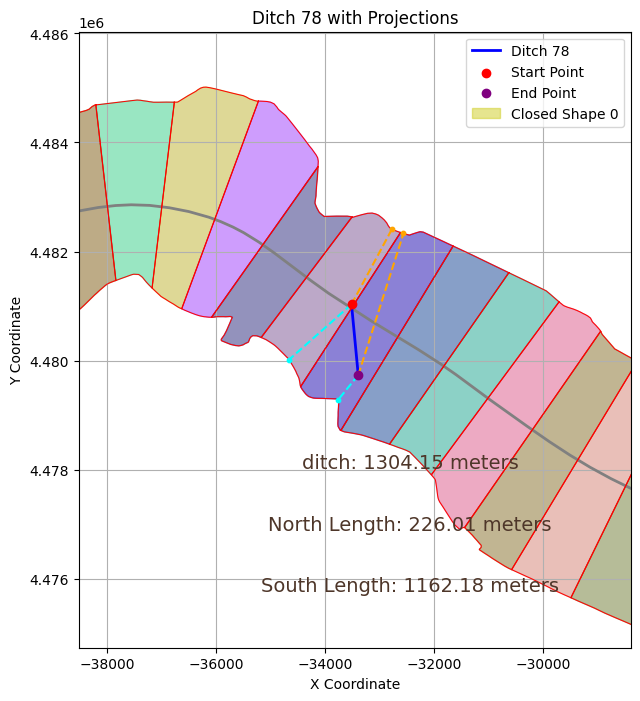 Ditch 78 with Projections
1e6
Ditch 78
Start Point
End Point
Closed Shape 0
4.486
4.484
4.482
4.480
4.478
4.476
Y Coordinate
ditch: 1304.15 meters
North Length: 226.01 meters
South Length: 1162.18 meters
−38000 −36000 −34000 −32000 −30000
X Coordinate